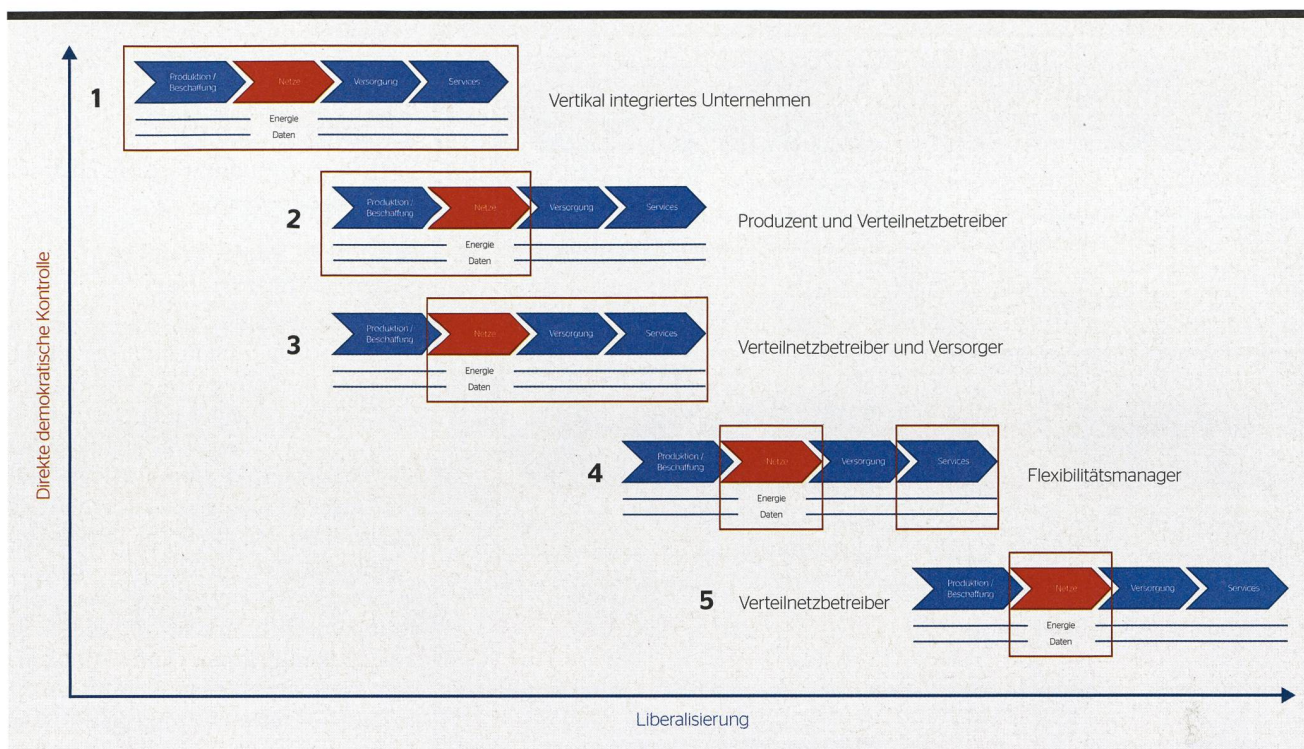 1
Produktion /
Beschaffung
Netze
Versorgung
Services
Energie
Daten
Vertikal integriertes Unternehmen
2
Produktion /
Beschaffung
Netze
Versorgung
Services
Energie
Daten
Produzent und Verteilnetzbetreiber
3
Produktion /
Beschaffung
Netze
Versorgung
Services
Energie
Daten
Verteilnetzbetreiber und Versorger
4
Produktion /
Beschaffung
Netze
Versorgung
Services
Energie
Daten
Flexibilitätsmanager
5
Verteilnetzbetreiber
Produktion /
Beschaffung
Netze
Versorgung
Services
Energie
Daten
Direkte demokratische Kontrolle
Liberalisierung